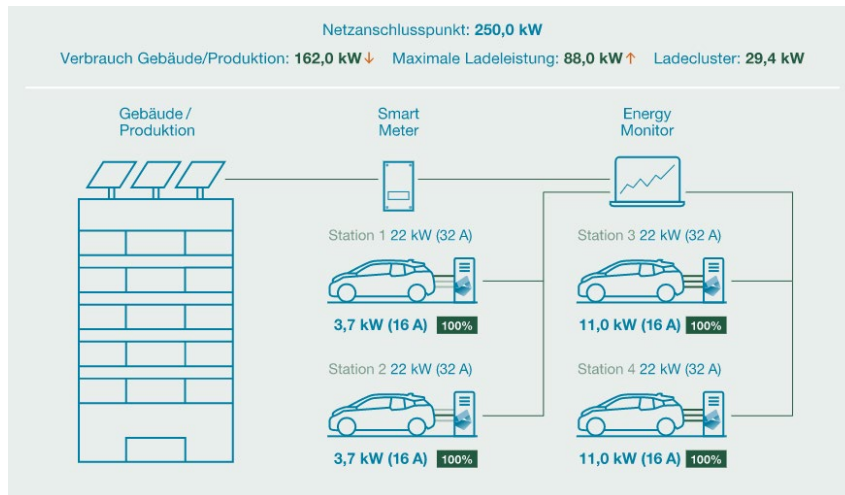 Netzanschlusspunkt: 250,0 kW
Verbrauch Gebäude/Produktion: 162,0 kW↓ Maximale Ladeleistung: 88,0 kW↑ Ladecluster: 29,4 kW
Gebäude/
Produktion
Smart
Meter
Energy
Monitor
Station 1 22 kW (32 A)
3,7 kW (16 A) 100%
Station 3 22 kW (32 A)
11,0 kW (16 A) 100%
Station 2 22 kW (32 A)
3,7 kW (16 A) 100%
Station 4 22 kW (32 A)
11,0 kW (16 A) 100%